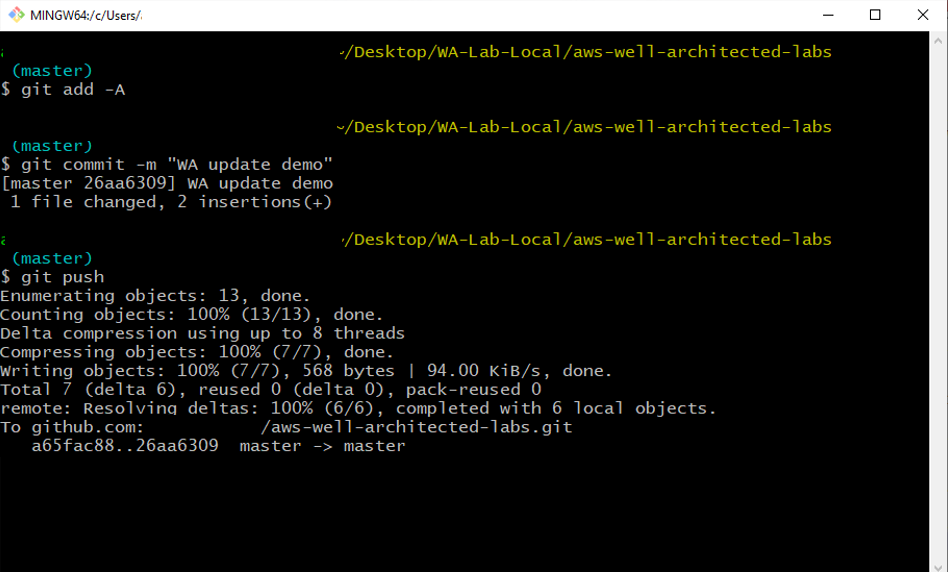 MINGW64:/c/Users/
~/Desktop/WA-Lab-Local/aws-well-architected-labs
(master)
$ git add -A
~/Desktop/WA-Lab-Local/aws-well-architected-labs
(master)
$ git commit -m "WA update demo"
[master 26aa6309] WA update demo
1 file changed, 2 insertions(+)
~/Desktop/WA-Lab-Local/aws-well-architected-labs
(master)
$ git push
Enumerating objects: 13, done.
Counting objects: 100% (13/13), done.
Delta compression using up to 8 threads
Compressing objects: 100% (7/7), done.
Writing objects: 100% (7/7), 568 bytes | 94.00 KiB/s, done.
Total 7 (delta 6), reused 0 (delta 0), pack-reused 0
remote: Resolving deltas: 100% (6/6), completed with 6 local objects.
To github.com: /aws-well-architected-labs.git
a65fac88..26aa6309 master -> master